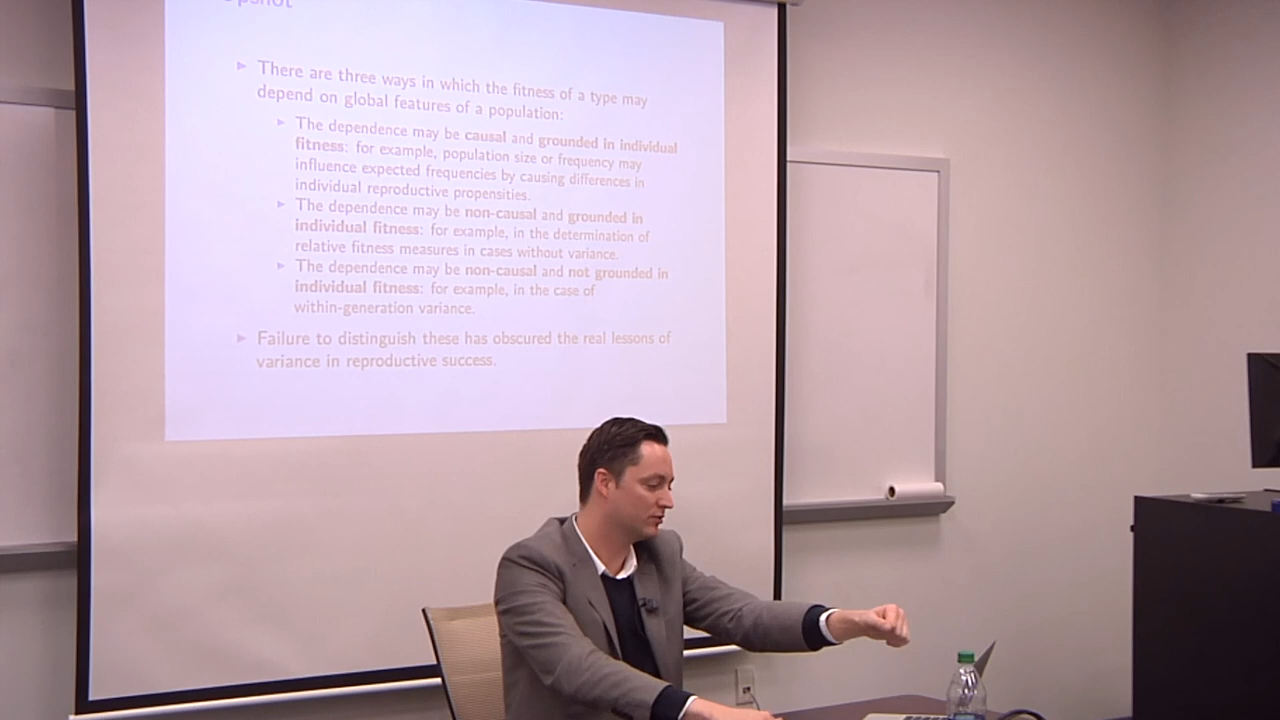 There are three ways in which the fitness of a type may
depend on global features of a population:
The dependence may be causal and grounded in individual
fitness: for example, population size or frequency may
influence expected frequencies by causing differences in
individual reproductive propensities.
The dependence may be non-causal and grounded in
individual fitness: for example, in the determination of
relative fitness measures in cases without variance.
The dependence may be non-causal and not grounded in
individual fitness: for example, in the case of
within-generation variance.
Failure to distinguish these has obscured the real lessons of
variance in reproductive success.